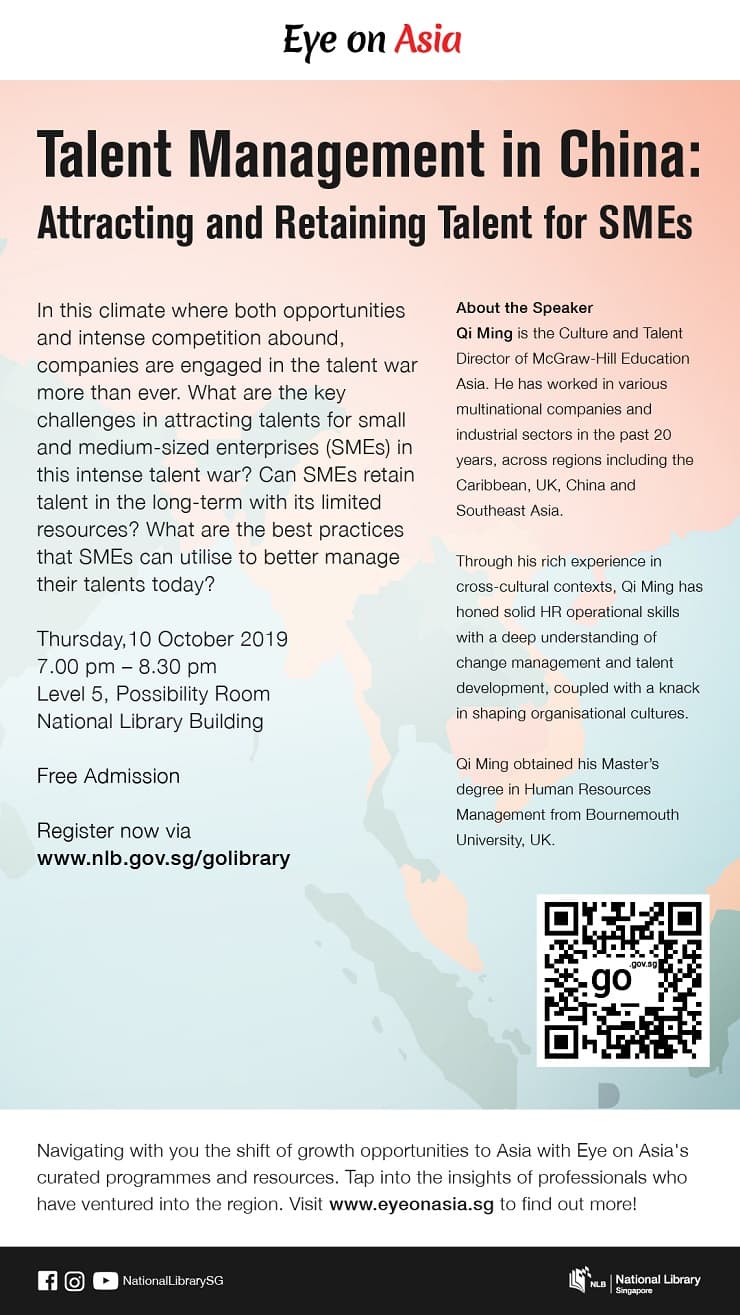 Eye on Asia
Talent Management in China:
Attracting and Retaining Talent for SMEs
In this climate where both opportunities
and intense competition abound,
companies are engaged in the talent war
more than ever. What are the key
challenges in attracting talents for small
and medium-sized enterprises (SMEs) in
this intense talent war? Can SMEs retain
talent in the long-term with its limited
resources? What are the best practices
that SMEs can utilise to better manage
their talents today?
Thursday,10 October 2019
7.00 pm – 8.30 pm
Level 5, Possibility Room
National Library Building
Free Admission
Register now via
www.nlb.gov.sg/golibrary
About the Speaker
Qi Ming is the Culture and Talent
Director of McGraw-Hill Education
Asia. He has worked in various
multinational companies and
industrial sectors in the past 20
years, across regions including the
Caribbean, UK, China and
Southeast Asia.
Through his rich experience in
cross-cultural contexts, Qi Ming has
honed solid HR operational skills
with a deep understanding of
change management and talent
development, coupled with a knack
in shaping organisational cultures.
Qi Ming obtained his Master's
degree in Human Resources
Management from Bournemouth
University, UK.
go.gov.sg
Navigating with you the shift of growth opportunities to Asia with Eye on Asia's
curated programmes and resources. Tap into the insights of professionals who
have ventured into the region. Visit www.eyeonasia.sg to find out more!
NationalLibrarySG
NLB National Library
Singapore